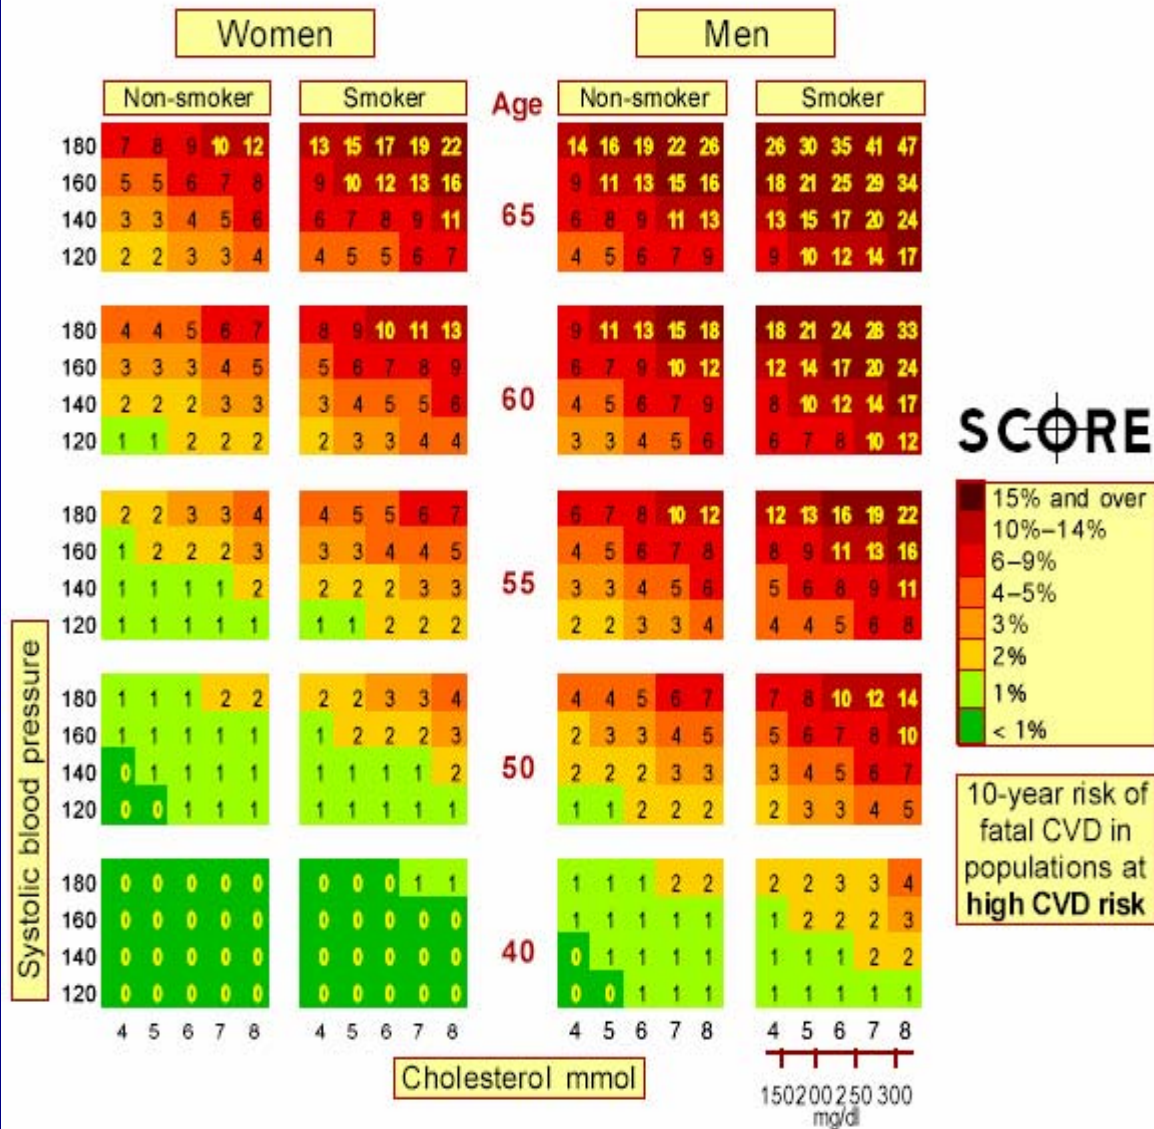 Women Men
Non-smoker Smoker Age Non-smoker Smoker
180 7 8 9 10 12 13 15 17 19 22 14 16 19 22 26 26 30 35 41 47
160 5 5 6 7 8 9 10 12 13 16 9 11 13 15 16 18 21 25 29 34
65
140 3 3 4 5 6 6 7 8 9 11 6 8 9 11 13 13 15 17 20 24
120 2 2 3 3 4 4 5 5 6 7 4 5 6 7 9 9 10 12 14 17
180 4 4 5 6 7 8 9 10 11 13 9 11 13 15 18 18 21 24 28 33
160 3 3 3 4 5 5 6 7 8 9 6 7 9 10 12 12 14 17 20 24
60
140 2 2 2 3 3 3 4 5 5 6 4 5 6 7 9 8 10 12 14 17
120 1 1 2 2 2 2 3 3 4 4 3 3 4 5 6 6 7 8 10 12
180 2 2 3 3 4 4 5 5 6 7 6 7 8 10 12 12 13 16 19 22
160 1 2 2 2 3 3 3 4 4 5 4 5 6 7 8 8 9 11 13 16
55
140 1 1 1 1 2 2 2 2 3 3 3 3 4 5 6 5 6 8 9 11
120 1 1 1 1 1 1 1 2 2 2 2 2 3 3 4 4 4 5 6 8
180 1 1 1 2 2 2 2 3 3 4 4 4 5 6 7 7 8 10 12 14
160 1 1 1 1 1 1 2 2 2 3 2 3 3 4 5 5 6 7 8 10
50
140 0 1 1 1 1 1 1 1 1 2 2 2 2 3 3 3 4 5 6 7
120 0 0 1 1 1 1 1 1 1 1 1 1 2 2 2 2 3 3 4 5
180 0 0 0 0 0 0 0 0 1 1 1 1 1 2 2 2 2 3 3 4
160 0 0 0 0 0 0 0 0 0 0 1 1 1 1 1 1 2 2 2 3
40
140 0 0 0 0 0 0 0 0 0 0 0 1 1 1 1 1 1 1 2 2
120 0 0 0 0 0 0 0 0 0 0 0 0 1 1 1 1 1 1 1 1
4 5 6 7 8 4 5 6 7 8 4 5 6 7 8 4 5 6 7 8
Systolic blood pressure
Cholesterol mmol
150 200 250 300
mg/dl
SCORE
15% and over
10%–14%
6–9%
4–5%
3%
2%
1%
< 1%
10-year risk of
fatal CVD in
populations at
high CVD risk